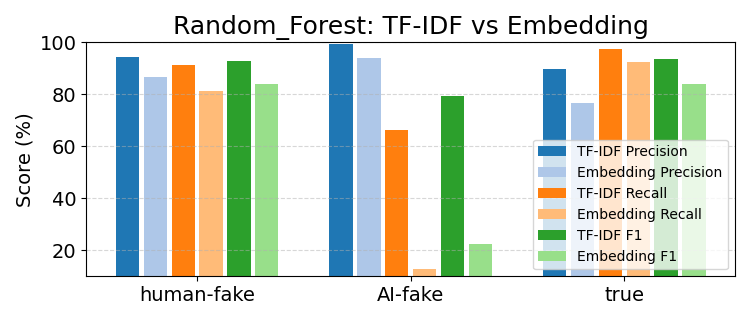 Random_Forest: TF-IDF vs Embedding
Score (%)
100
80
60
40
20
human-fake
AI-fake
true
TF-IDF Precision
Embedding Precision
TF-IDF Recall
Embedding Recall
TF-IDF F1
Embedding F1